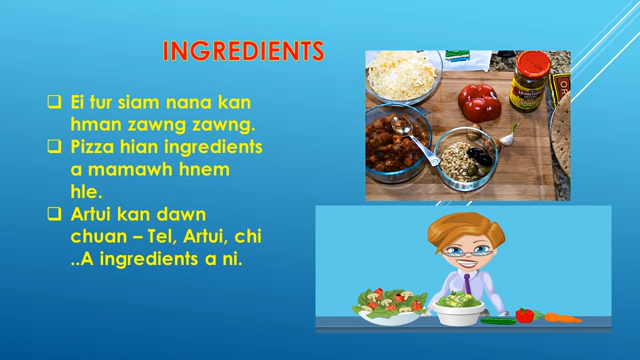 INGREDIENTS
Ei tur siam nana kan
hman zawng zawng.
Pizza hian ingredients
a mamawh hnem
hle.
Artui kan dawn
chuan – Tel, Artui, chi
..A ingredients a ni.